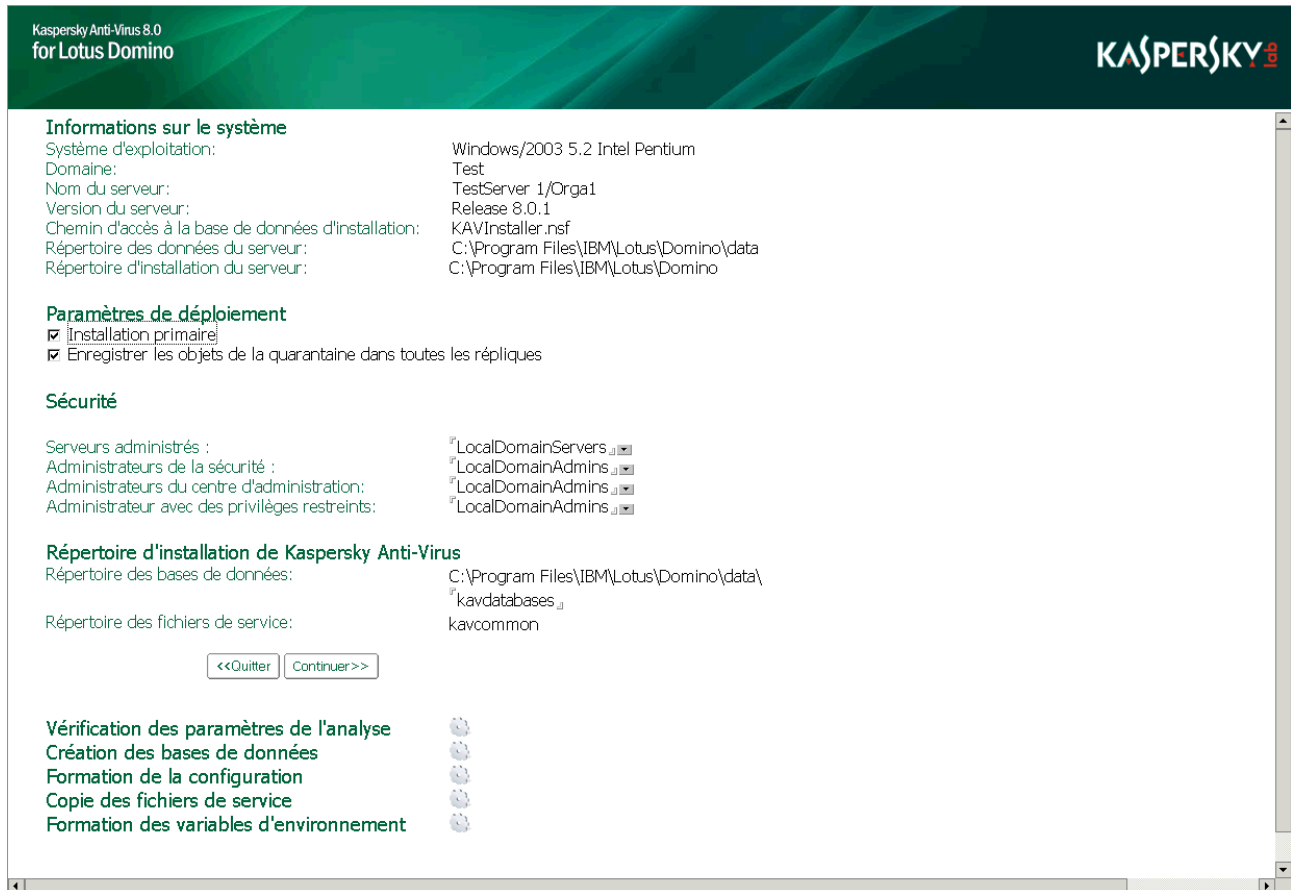 Kaspersky Anti-Virus 8.0
for Lotus Domino
KASPERSKY lab
Informations sur le système
Système d'exploitation: Windows/2003 5.2 Intel Pentium
Domaine: Test
Nom du serveur: TestServer 1/Orga1
Version du serveur: Release 8.0.1
Chemin d'accès à la base de données d'installation: KAVInstaller.nsf
Répertoire des données du serveur: C:\Program Files\IBM\Lotus\Domino\data
Répertoire d'installation du serveur: C:\Program Files\IBM\Lotus\Domino
Paramètres de déploiement
Installation primaire
Enregistrer les objets de la quarantaine dans toutes les répliques
Sécurité
Serveurs administrés : LocalDomainServers
Administrateurs de la sécurité : LocalDomainAdmins
Administrateurs du centre d'administration: LocalDomainAdmins
Administrateur avec des privilèges restreints: LocalDomainAdmins
Répertoire d'installation de Kaspersky Anti-Virus
Répertoire des bases de données: C:\Program Files\IBM\Lotus\Domino\data\
kavdatabases
Répertoire des fichiers de service: kavcommon
<<Quitter Continuer>>
Vérification des paramètres de l'analyse
Création des bases de données
Formation de la configuration
Copie des fichiers de service
Formation des variables d'environnement